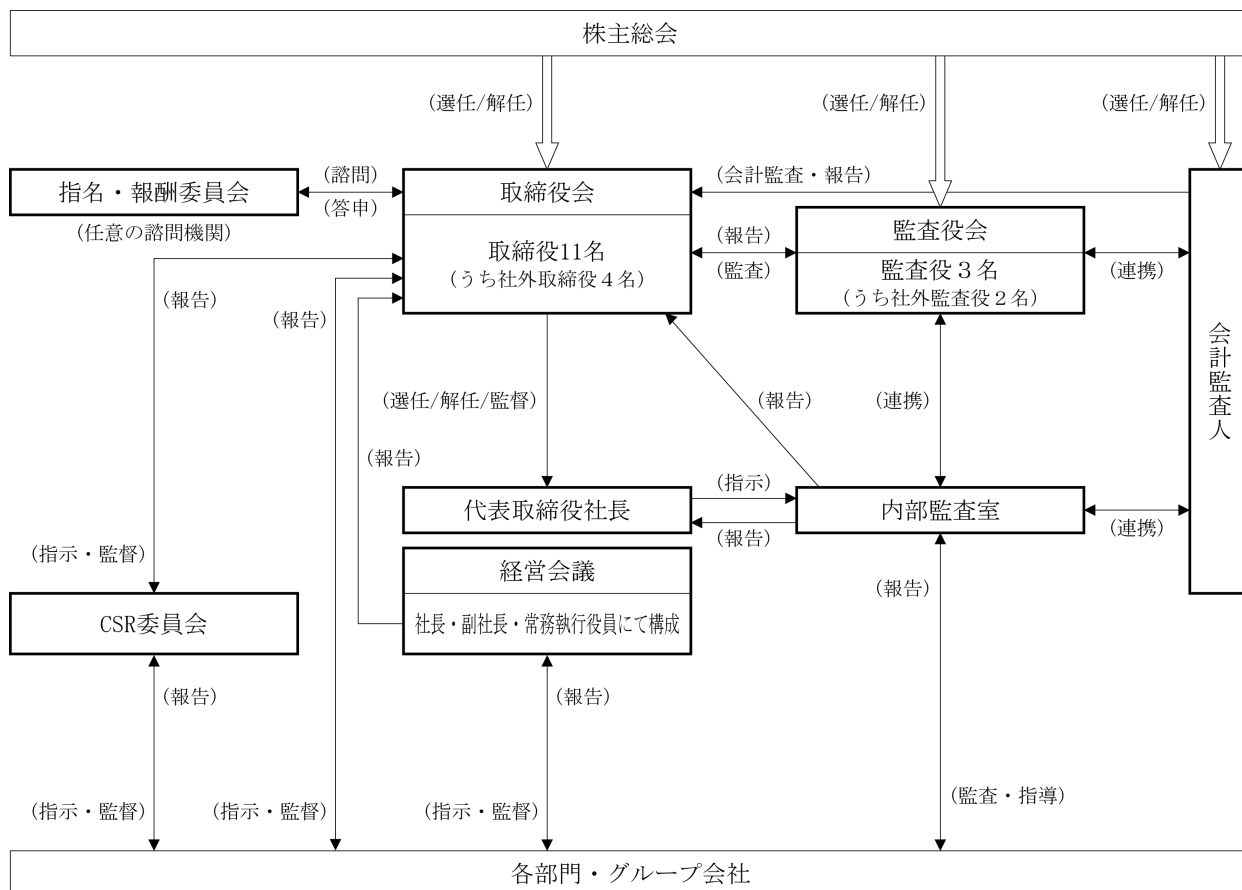 株主総会
(選任/解任)
(選任/解任)
(選任/解任)
指名・報酬委員会
(任意の諮問機関)
(諮問)
(答申)
取締役会
取締役11名
(うち社外取締役４名)
(会計監査・報告)
(報告)
(監査)
監査役会
監査役３名
(うち社外監査役２名)
(連携)
会計監査人
(報告)
(報告)
(選任/解任/監督)
(報告)
(報告)
(連携)
代表取締役社長
(指示)
(報告)
内部監査室
(連携)
(指示・監督)
CSR委員会
経営会議
社長・副社長・常務執行役員にて構成
(報告)
(報告)
(報告)
(指示・監督)
(指示・監督)
(指示・監督)
(監査・指導)
各部門・グループ会社